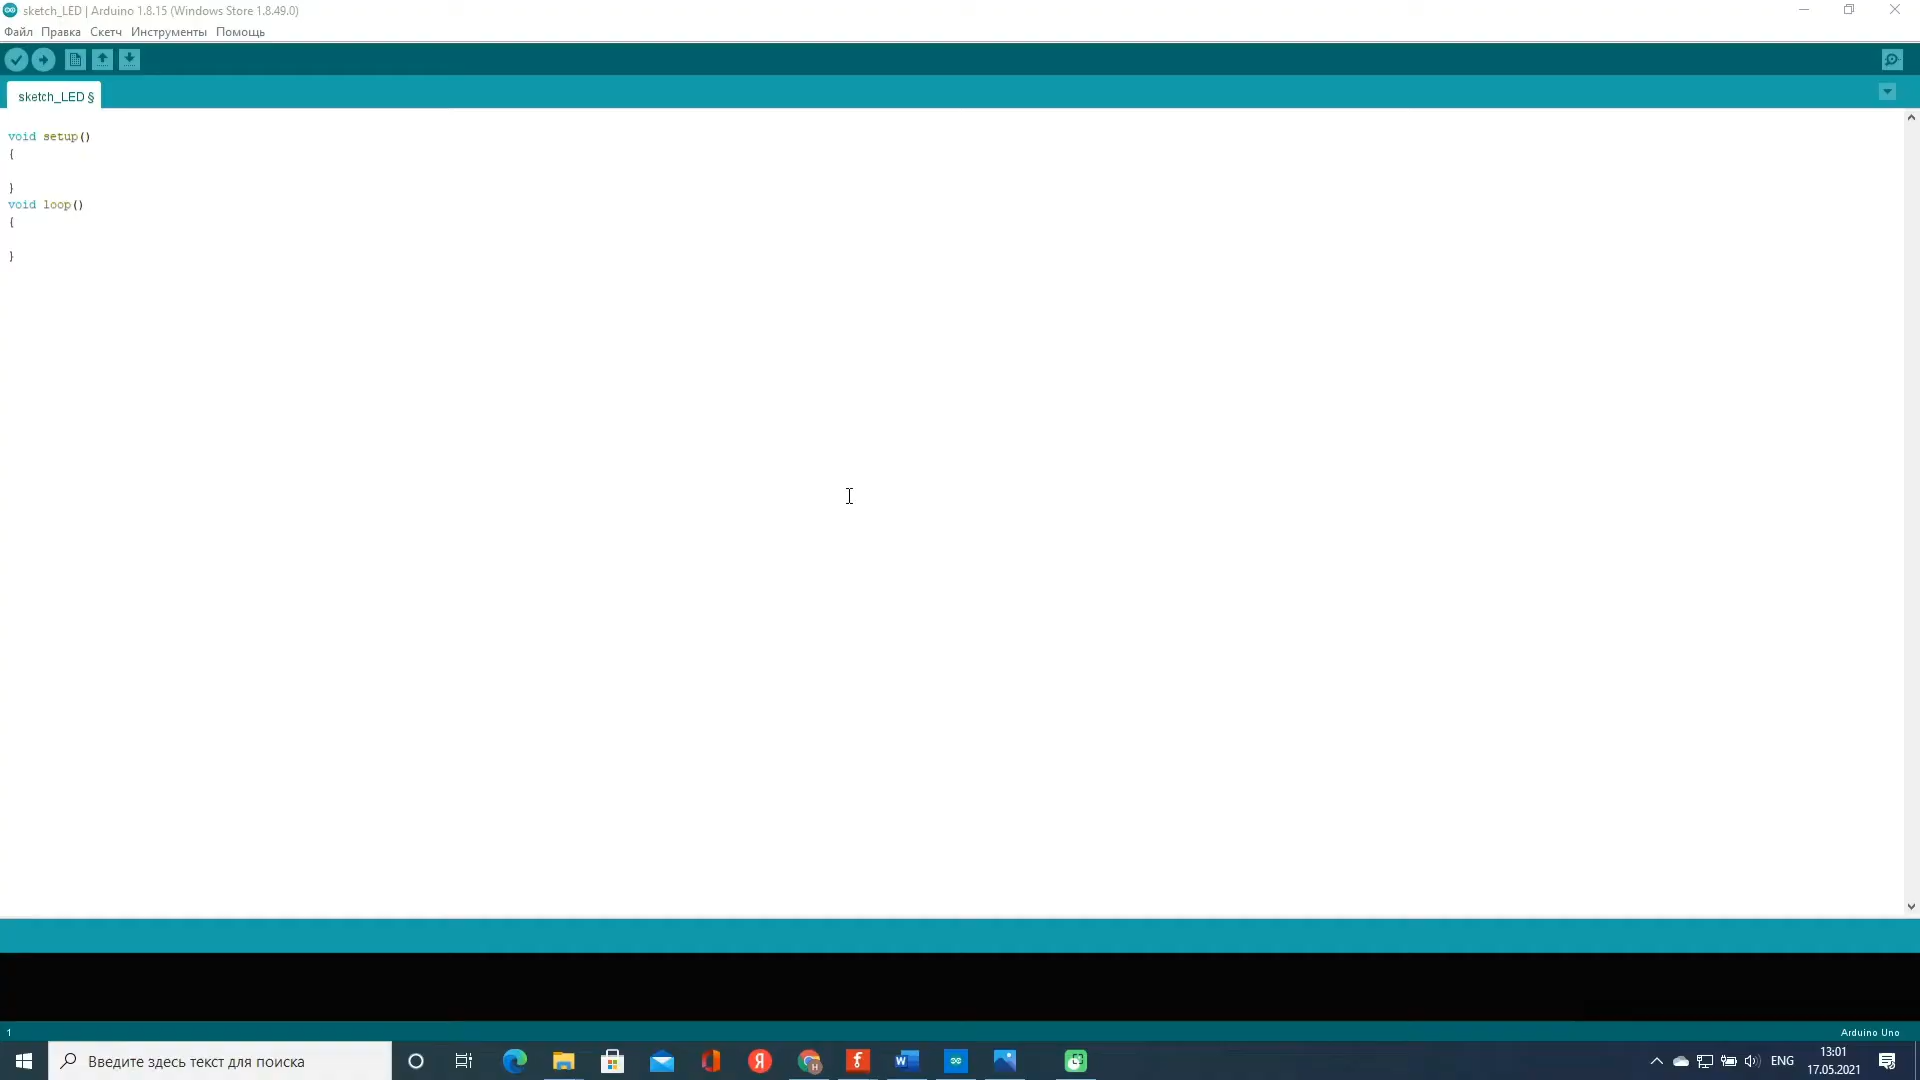 sketch_LED | Arduino 1.8.15 (Windows Store 1.8.49.0)
Файл Правка Скетч Инструменты Помощь
sketch_LED §
void setup()
{
}
void loop()
{
}
1
Arduino Uno
Введите здесь текст для поиска
ENG
13:01
17.05.2021